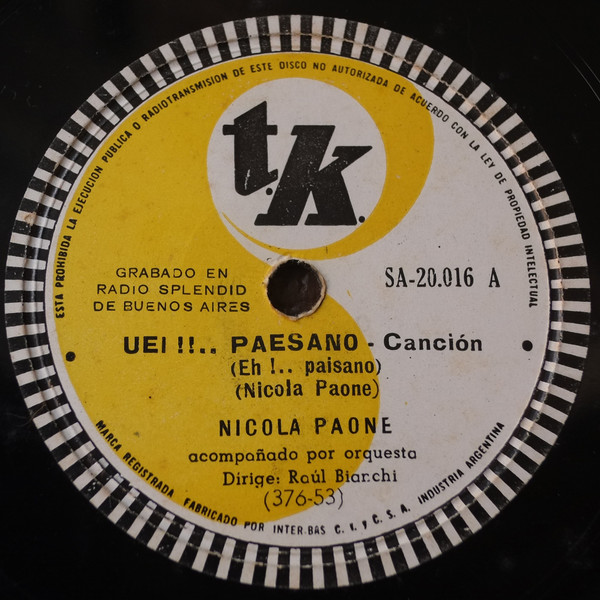 ESTA PROHIBIDA LA EJECUCION PUBLICA O RADIOTRANSMISION DE ESTE DISCO NO AUTORIZADA DE ACUERDO CON LA LEY DE PROPIEDAD INTELECTUAL
t.k.
GRABADO EN
RADIO SPLENDID
DE BUENOS AIRES
SA-20.016 A
UEI !!.. PAESANO - Canción
(Eh !.. paisano)
(Nicola Paone)
NICOLA PAONE
acompañado por orquesta
Dirige: Raúl Bianchi
(376-53)
MARCA REGISTRADA FABRICADO POR INTER-BAS C. I. y C. S. A. INDUSTRIA ARGENTINA